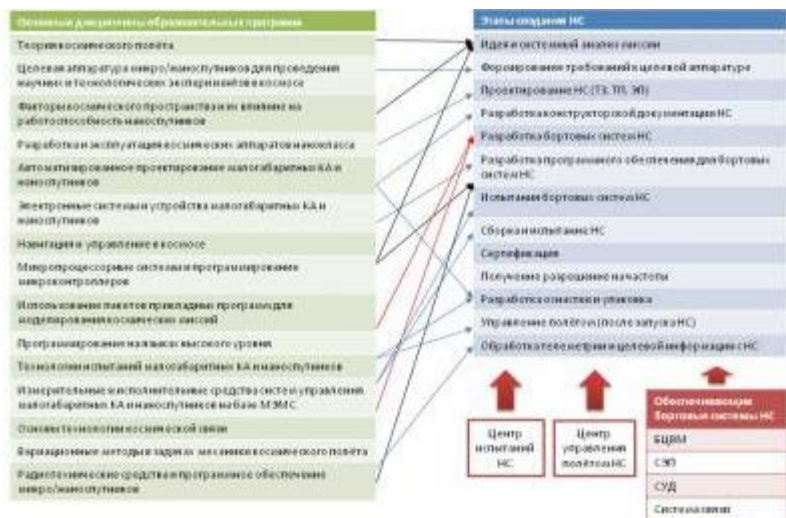 Основные дисциплины образовательных программ
Теория космического полёта
Целевая аппаратура микро/наноспутников для проведения
научных и технологических экспериментов в космосе
Факторы космического пространства и их влияние на
работоспособность наноспутников
Разработка и эксплуатация космических аппаратов нанокласса
Автоматизированное проектирование малогабаритных КА и
наноспутников
Электронные системы и устройства малогабаритных КА и
наноспутников
Навигация и управление в космосе
Микропроцессорные системы и программирование
микроконтроллеров
Использование пакетов прикладных программ для
моделирования космических миссий
Программирование на языках высокого уровня
Технологии испытаний малогабаритных КА и наноспутников
Измерительные и исполнительные средства систем управления
малогабаритных КА и наноспутников на базе МЭМС
Основы технологии космической связи
Вариационные методы в задачах механики космического полёта
Радиотехнические средства и программное обеспечение
микро/наноспутников
Этапы создания НС
Идея и системный анализ миссии
Формирование требований к целевой аппаратуре
Проектирование НС (ТЗ, ТП, ЭП)
Разработка конструкторской документации НС
Разработка бортовых систем НС
Разработка программного обеспечения для бортовых
систем НС
Испытания бортовых систем НС
Сборка и испытание НС
Сертификация
Получение разрешение на частоты
Разработка оснастки и упаковка
Управление полётом (после запуска НС)
Обработка телеметрии и целевой информации с НС
Центр
испытаний
НС
Центр
управления
полётом НС
Обеспечивающие
бортовые системы НС
БЦВМ
СЭП
СУД
Система связи